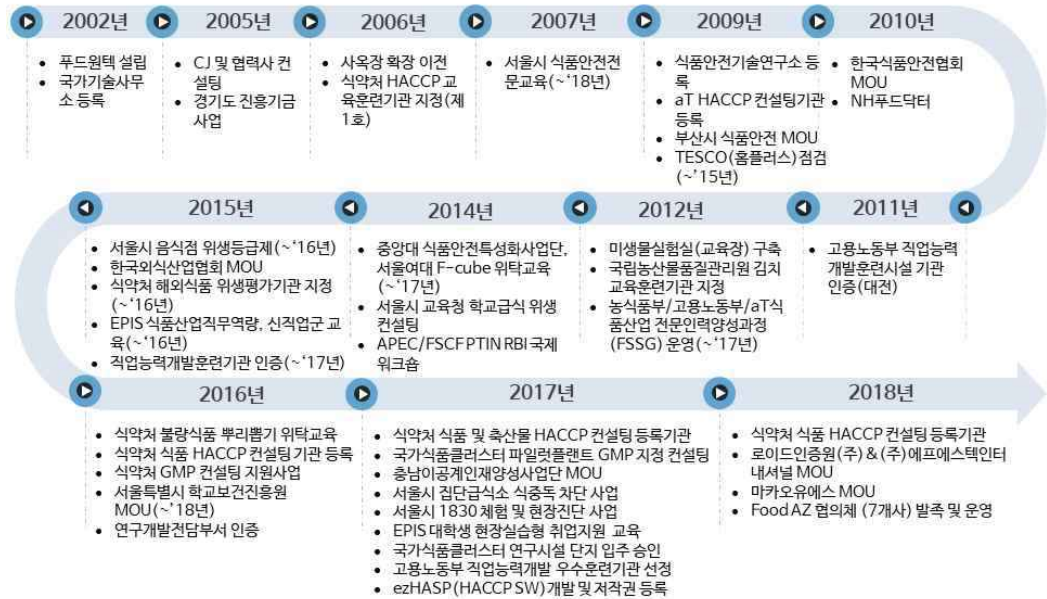 2002년
• 푸드원텍 설립
• 국가기술사무
소 등록
2005년
• CJ 및 협력사 컨
설팅
• 경기도 진흥기금
사업
2006년
• 사옥장 확장 이전
• 식약처 HACCP 교
육훈련기관 지정(제
1호)
2007년
• 서울시 식품안전전
문교육(~‘18년)
2009년
• 식품안전기술연구소 등
록
• aT HACCP 컨설팅기관
등록
• 부산시 식품안전 MOU
• TESCO(홈플러스)점검
(~’15년)
2010년
• 한국식품안전협회
MOU
• NH푸드닥터
2011년
• 고용노동부 직업능력
개발훈련시설 기관
인증(대전)
2012년
• 미생물실험실(교육장) 구축
• 국립농산물품질관리원 김치
교육훈련기관 지정
• 농식품부/고용노동부/aT식
품산업 전문인력양성과정
(FSSG) 운영(~‘17년)
2014년
• 중앙대 식품안전특성화사업단,
서울여대 F-cube 위탁교육
(~‘17년)
• 서울시 교육청 학교급식 위생
컨설팅
• APEC/FSCF PTIN RBI 국제
워크숍
2015년
• 서울시 음식점 위생등급제(~‘16년)
• 한국외식산업협회 MOU
• 식약처 해외식품 위생평가기관 지정
(~‘16년)
• EPIS 식품산업직무역량, 신직업군 교
육(~‘16년)
• 직업능력개발훈련기관 인증(~‘17년)
2016년
• 식약처 불량식품 뿌리뽑기 위탁교육
• 식약처 식품 HACCP 컨설팅 기관 등록
• 식약처 GMP 컨설팅 지원사업
• 서울특별시 학교보건진흥원
MOU(~‘18년)
• 연구개발전담부서 인증
2017년
• 식약처 식품 및 축산물 HACCP 컨설팅 등록기관
• 국가식품클러스터 파일럿플랜트 GMP 지정 컨설팅
• 충남이공계인재양성사업단 MOU
• 서울시 집단급식소 식중독 차단 사업
• 서울시 1830 체험 및 현장진단 사업
• EPIS 대학생 현장실습형 취업지원 교육
• 국가식품클러스터 연구시설 단지 입주 승인
• 고용노동부 직업능력개발 우수훈련기관 선정
• ezHASP(HACCP SW)개발 및 저작권 등록
2018년
• 식약처 식품 HACCP 컨설팅 등록기관
• 로이드인증원(주) & (주)에프에스텍인터
내셔널 MOU
• 마카오유에스 MOU
• Food AZ 협의체 (7개사) 발족 및 운영